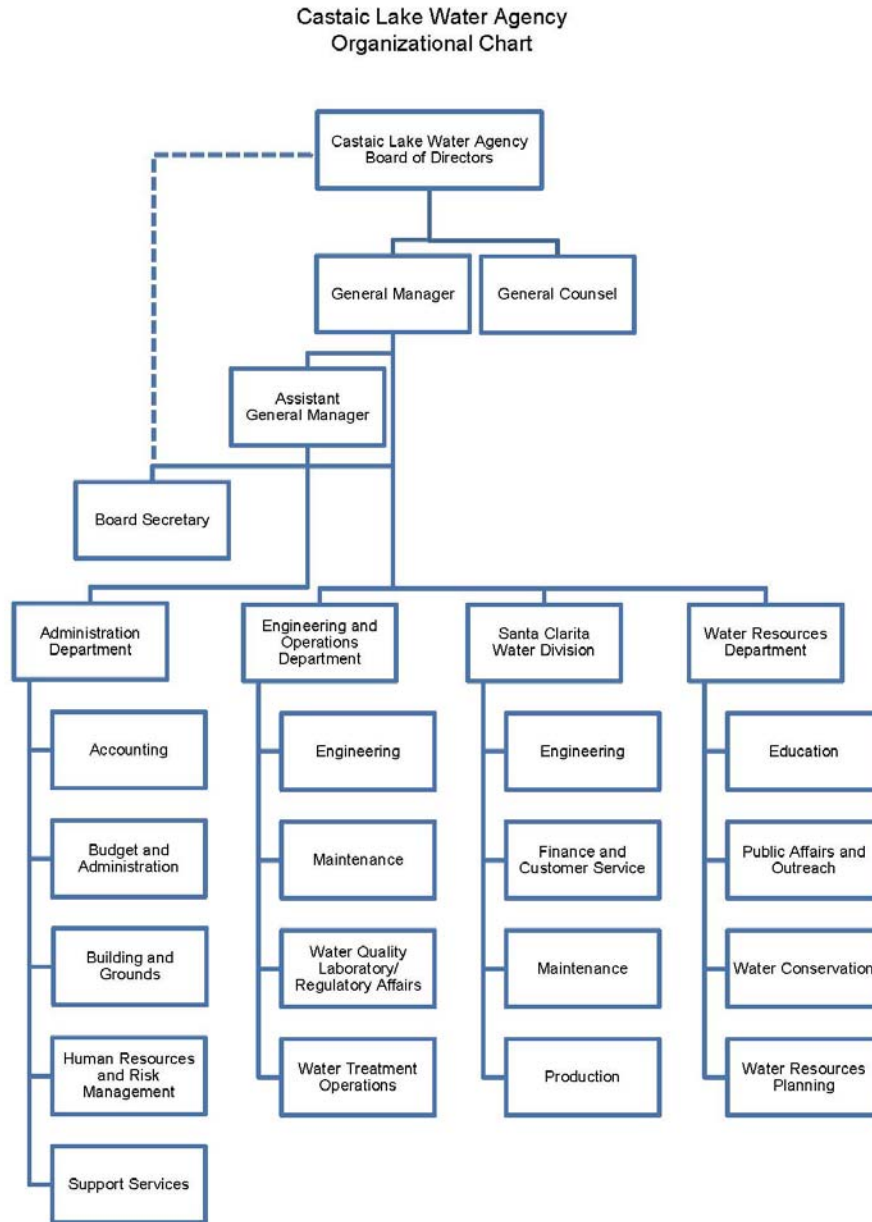 Castaic Lake Water Agency
Organizational Chart
Castaic Lake Water Agency
Board of Directors
General Manager
General Counsel
Assistant
General Manager
Board Secretary
Administration
Department
Engineering and
Operations
Department
Santa Clarita
Water Division
Water Resources
Department
Accounting
Engineering
Engineering
Education
Budget and
Administration
Maintenance
Finance and
Customer Service
Public Affairs and
Outreach
Building and
Grounds
Water Quality
Laboratory/
Regulatory Affairs
Maintenance
Water Conservation
Human Resources
and Risk
Management
Water Treatment
Operations
Production
Water Resources
Planning
Support Services